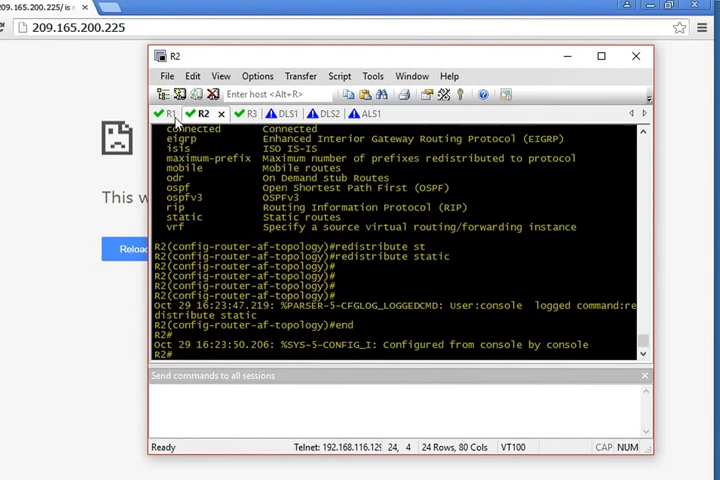 209.165.200.225/ is n
209.165.200.225
R2
File Edit View Options Transfer Script Tools Window Help
Enter host <Alt+R>
R1 R2 R3 DLS1 DLS2 ALS1
connected Connected
eigrp Enhanced Interior Gateway Routing Protocol (EIGRP)
isis ISO IS-IS
maximum-prefix Maximum number of prefixes redistributed to protocol
mobile Mobile routes
odr On Demand stub Routes
ospf Open Shortest Path First (OSPF)
ospfv3 OSPFv3
rip Routing Information Protocol (RIP)
static Static routes
vrf Specify a source virtual routing/forwarding instance
R2(config-router-af-topology)#redistribute st
R2(config-router-af-topology)#redistribute static
R2(config-router-af-topology)#
R2(config-router-af-topology)#
R2(config-router-af-topology)#
R2(config-router-af-topology)#
Oct 29 16:23:47.219: %PARSER-5-CFGLOG_LOGGEDCMD: User:console logged command:re
distribute static
R2(config-router-af-topology)#end
R2#
Oct 29 16:23:50.206: %SYS-5-CONFIG_I: Configured from console by console
R2#
This w
Reload
Send commands to all sessions
Ready Telnet: 192.168.116.129 24, 4 24 Rows, 80 Cols VT100 CAP NUM